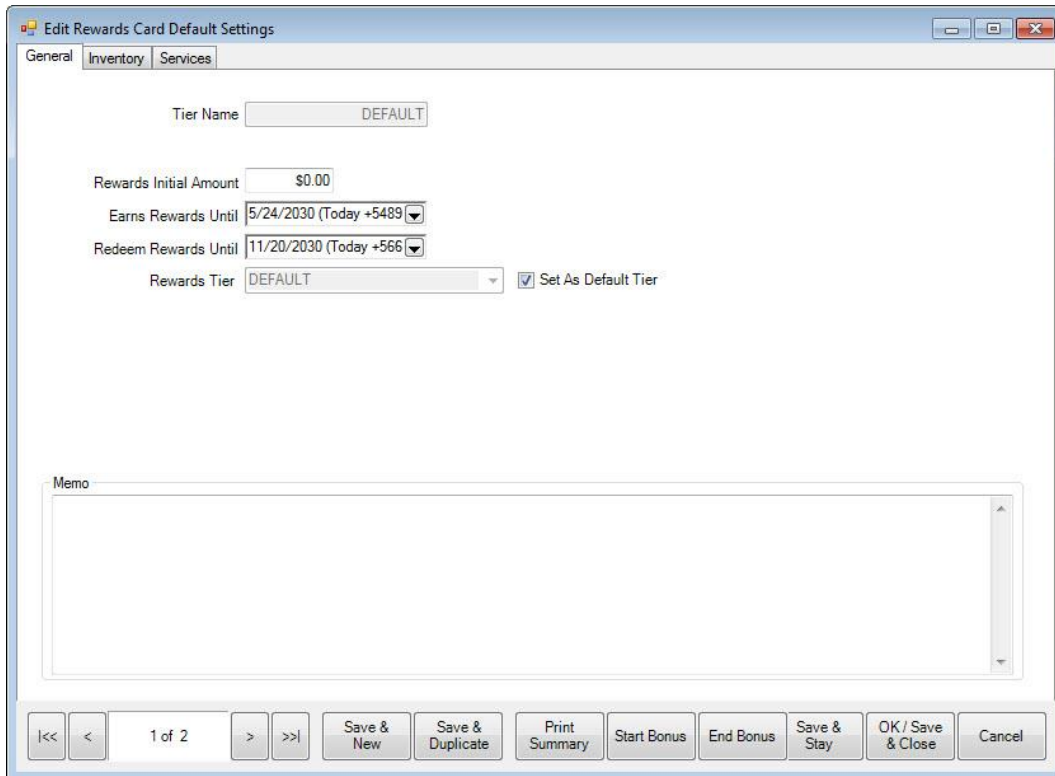 Edit Rewards Card Default Settings
General Inventory Services
Tier Name DEFAULT
Rewards Initial Amount $0.00
Earns Rewards Until 5/24/2030 (Today +5489
Redeem Rewards Until 11/20/2030 (Today +566
Rewards Tier DEFAULT Set As Default Tier
Memo
|<< < 1 of 2 > >>| Save & New Save & Duplicate Print Summary Start Bonus End Bonus Save & Stay OK / Save & Close Cancel